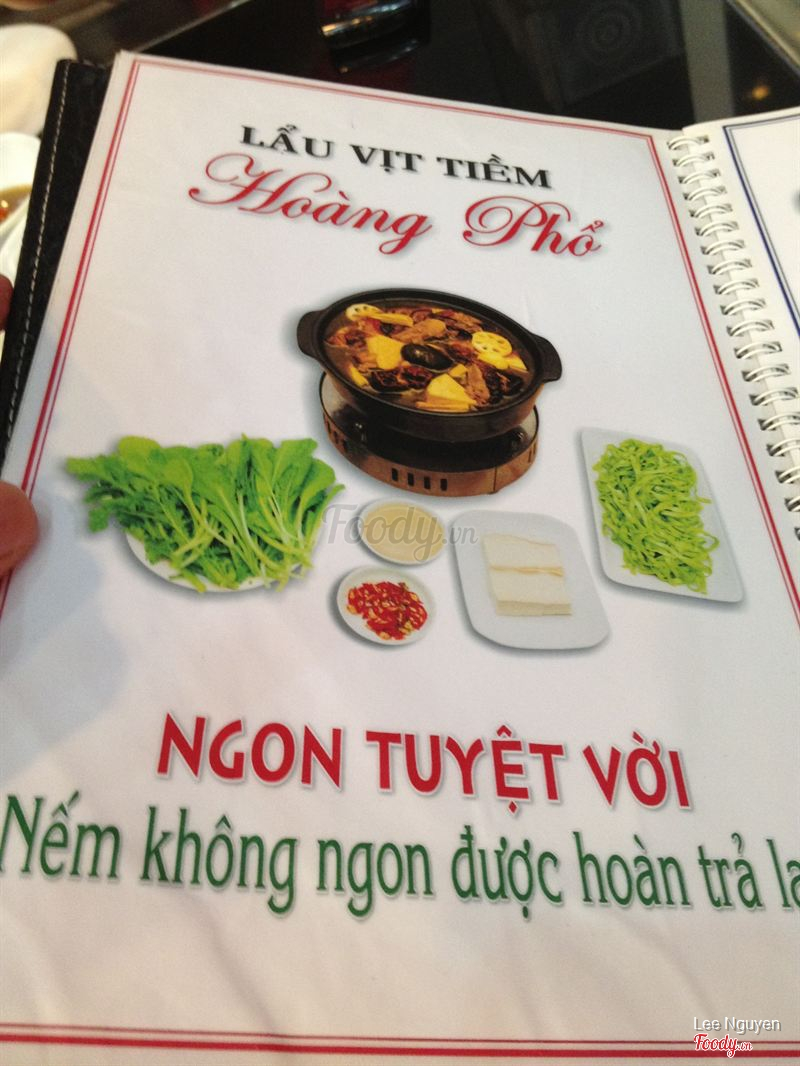 LẨU VỊT TIỀM
Hoàng Phổ
Foody.vn
NGON TUYỆT VỜI
Nếm không ngon được hoàn trả
Lee Nguyen
Foody.vn